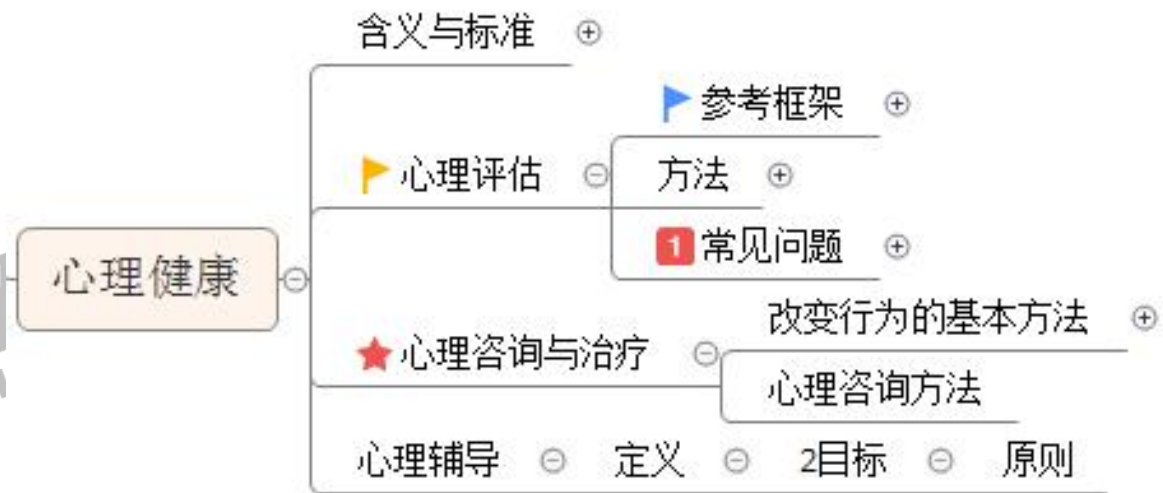 含义与标准
参考框架
心理评估
方法
1 常见问题
心理健康
改变行为的基本方法
心理咨询与治疗
心理咨询方法
心理辅导 定义 2目标 原则